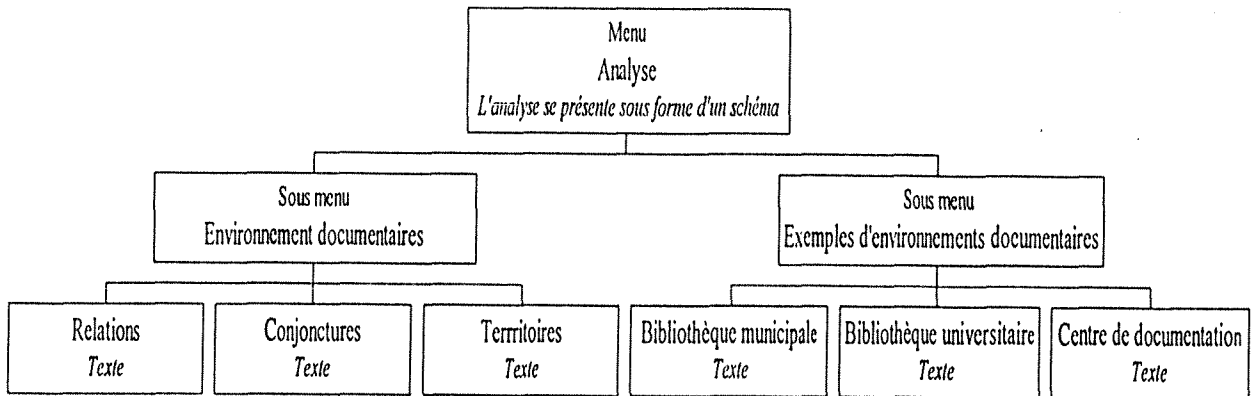 Menu
Analyse
L'analyse se présente sous forme d'un schéma
Sous menu
Environnement documentaires
Sous menu
Exemples d'environnements documentaires
Relations
Texte
Conjonctures
Texte
Terrritoires
Texte
Bibliothèque municipale
Texte
Bibliothèque universitaire
Texte
Centre de documentation
Texte